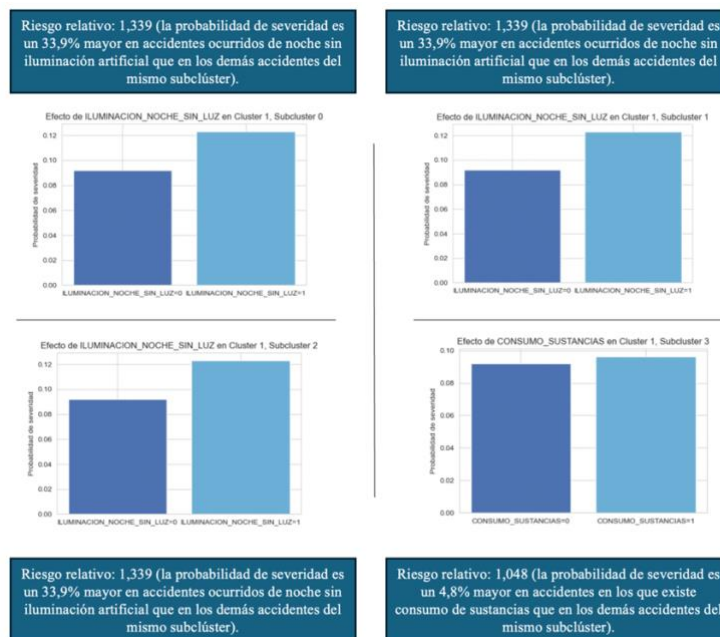 Riesgo relativo: 1,339 (la probabilidad de severidad es
un 33,9% mayor en accidentes ocurridos de noche sin
iluminación artificial que en los demás accidentes del
mismo subclúster).
Riesgo relativo: 1,339 (la probabilidad de severidad es
un 33,9% mayor en accidentes ocurridos de noche sin
iluminación artificial que en los demás accidentes del
mismo subclúster).
Efecto de ILUMINACION_NOCHE_SIN_LUZ en Cluster 1, Subcluster 0
Probabilidad de severidad
0.12
0.10
0.08
0.06
0.04
0.02
0.00
ILUMINACION_NOCHE_SIN_LUZ=0 ILUMINACION_NOCHE_SIN_LUZ=1
Efecto de ILUMINACION_NOCHE_SIN_LUZ en Cluster 1, Subcluster 1
Probabilidad de severidad
0.12
0.10
0.08
0.06
0.04
0.02
0.00
ILUMINACION_NOCHE_SIN_LUZ=0 ILUMINACION_NOCHE_SIN_LUZ=1
Efecto de ILUMINACION_NOCHE_SIN_LUZ en Cluster 1, Subcluster 2
Probabilidad de severidad
0.12
0.10
0.08
0.06
0.04
0.02
0.00
ILUMINACION_NOCHE_SIN_LUZ=0 ILUMINACION_NOCHE_SIN_LUZ=1
Efecto de CONSUMO_SUSTANCIAS en Cluster 1, Subcluster 3
Probabilidad de severidad
0.10
0.08
0.06
0.04
0.02
0.00
CONSUMO_SUSTANCIAS=0 CONSUMO_SUSTANCIAS=1
Riesgo relativo: 1,339 (la probabilidad de severidad es
un 33,9% mayor en accidentes ocurridos de noche sin
iluminación artificial que en los demás accidentes del
mismo subclúster).
Riesgo relativo: 1,048 (la probabilidad de severidad es
un 4,8% mayor en accidentes en los que existe
consumo de sustancias que en los demás accidentes del
mismo subclúster).